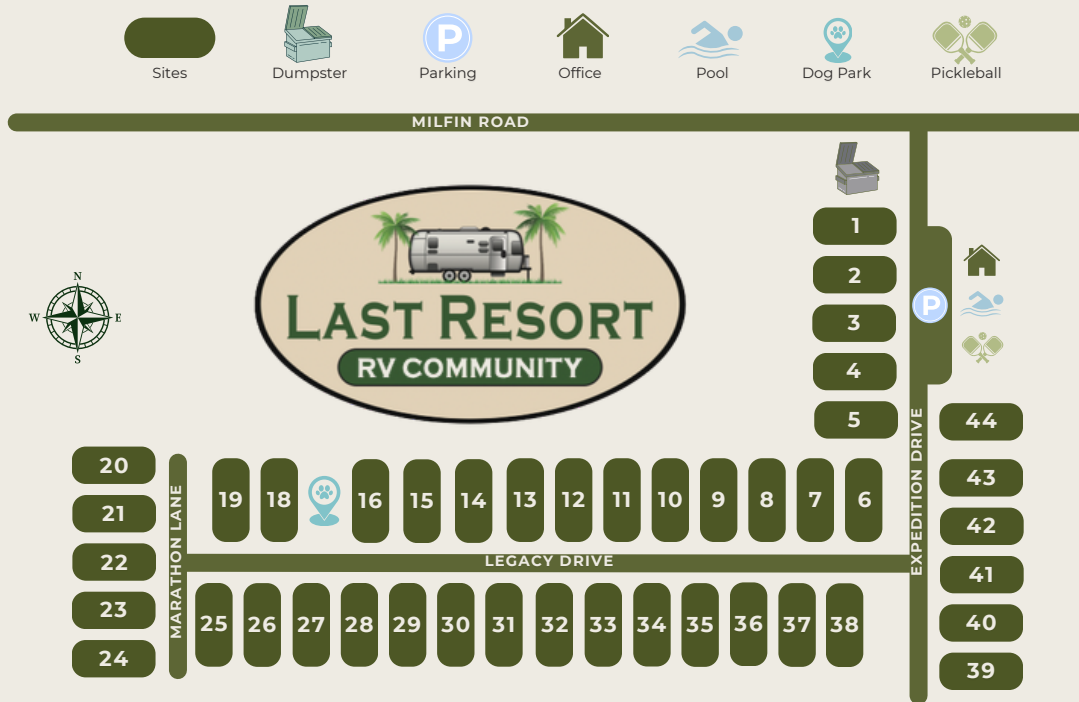 P
Sites
Dumpster
Parking
Office
Pool
Dog Park
Pickleball
MILFIN ROAD
LAST RESORT
RV COMMUNITY
N
W
E
S
1
2
3
4
5
P
EXPEDITION DRIVE
44
43
42
41
40
39
20
21
22
23
24
MARATHON LANE
19 18 16 15 14 13 12 11 10 9 8 7 6
LEGACY DRIVE
25 26 27 28 29 30 31 32 33 34 35 36 37 38